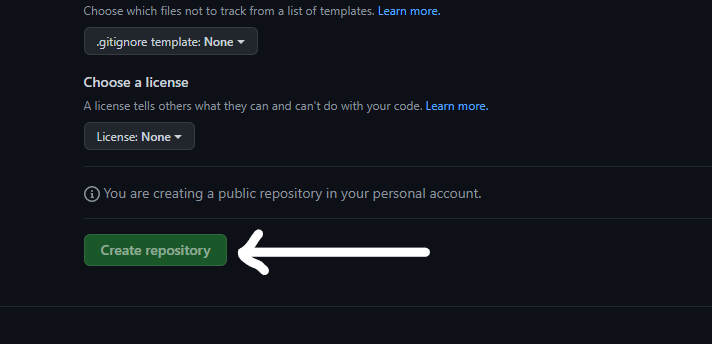 Choose which files not to track from a list of templates. Learn more.
.gitignore template: None
Choose a license
A license tells others what they can and can't do with your code. Learn more.
License: None
You are creating a public repository in your personal account.
Create repository